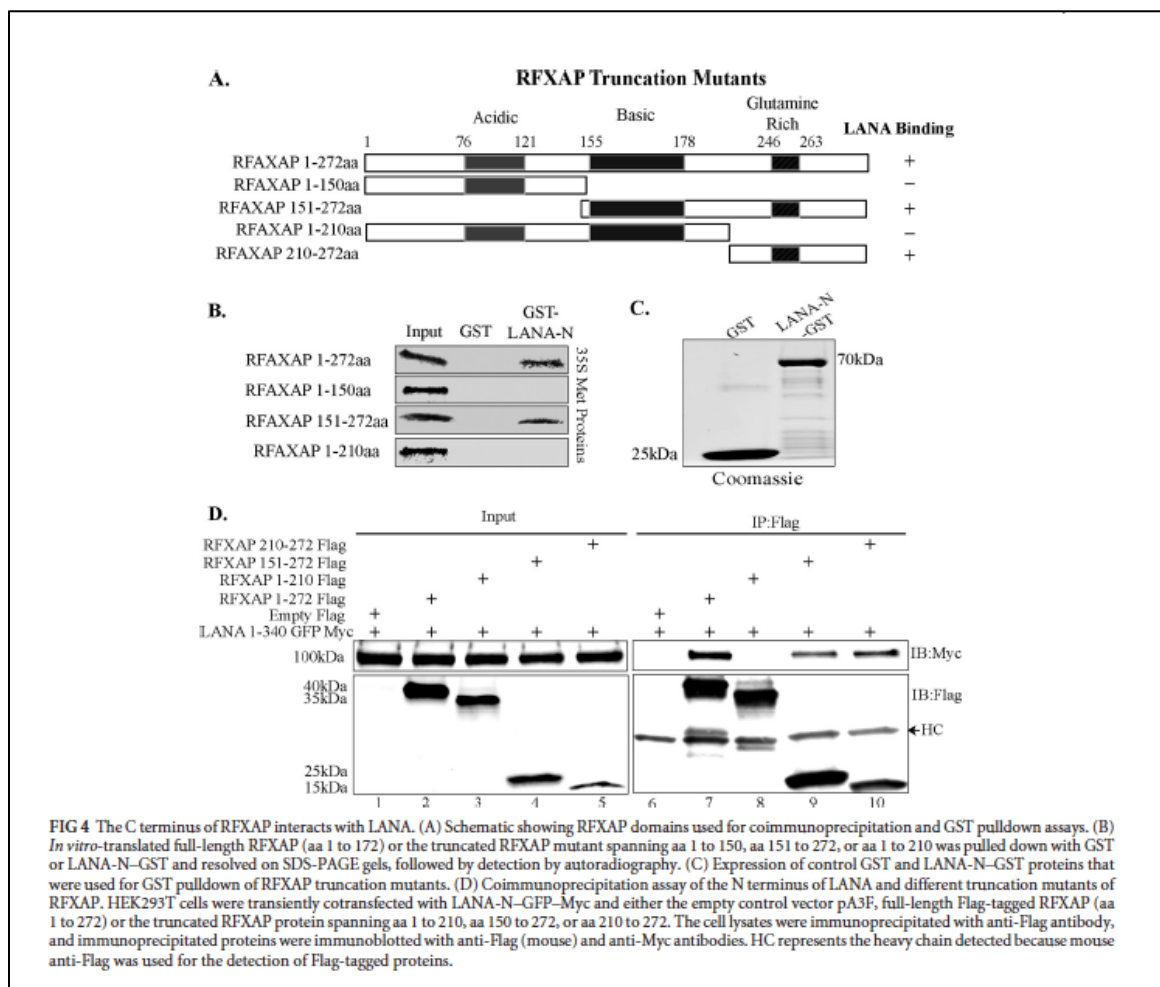 A.
RFXAP Truncation Mutants
Acidic Basic Glutamine Rich LANA Binding
1 76 121 155 178 246 263
RFAXAP 1-272aa +
RFAXAP 1-150aa −
RFAXAP 151-272aa +
RFAXAP 1-210aa −
RFAXAP 210-272aa +
B.
Input GST GST-LANA-N
RFAXAP 1-272aa
RFAXAP 1-150aa
RFAXAP 151-272aa
RFAXAP 1-210aa
35S Met Proteins
C.
GST LANA-N-GST
70kDa
25kDa
Coomassie
D.
Input IP:Flag
RFXAP 210-272 Flag + +
RFXAP 151-272 Flag + +
RFXAP 1-210 Flag + +
RFXAP 1-272 Flag + +
Empty Flag + +
LANA 1-340 GFP Myc + + + + + + + + + +
100kDa IB:Myc
40kDa IB:Flag
35kDa
HC
25kDa
15kDa
1 2 3 4 5 6 7 8 9 10
FIG 4 The C terminus of RFXAP interacts with LANA. (A) Schematic showing RFXAP domains used for coimmunoprecipitation and GST pulldown assays. (B)
In vitro-translated full-length RFXAP (aa 1 to 172) or the truncated RFXAP mutant spanning aa 1 to 150, aa 151 to 272, or aa 1 to 210 was pulled down with GST
or LANA-N–GST and resolved on SDS-PAGE gels, followed by detection by autoradiography. (C) Expression of control GST and LANA-N–GST proteins that
were used for GST pulldown of RFXAP truncation mutants. (D) Coimmunoprecipitation assay of the N terminus of LANA and different truncation mutants of
RFXAP. HEK293T cells were transiently cotransfected with LANA-N–GFP–Myc and either the empty control vector pA3F, full-length Flag-tagged RFXAP (aa
1 to 272) or the truncated RFXAP protein spanning aa 1 to 210, aa 150 to 272, or aa 210 to 272. The cell lysates were immunoprecipitated with anti-Flag antibody,
and immunoprecipitated proteins were immunoblotted with anti-Flag (mouse) and anti-Myc antibodies. HC represents the heavy chain detected because mouse
anti-Flag was used for the detection of Flag-tagged proteins.